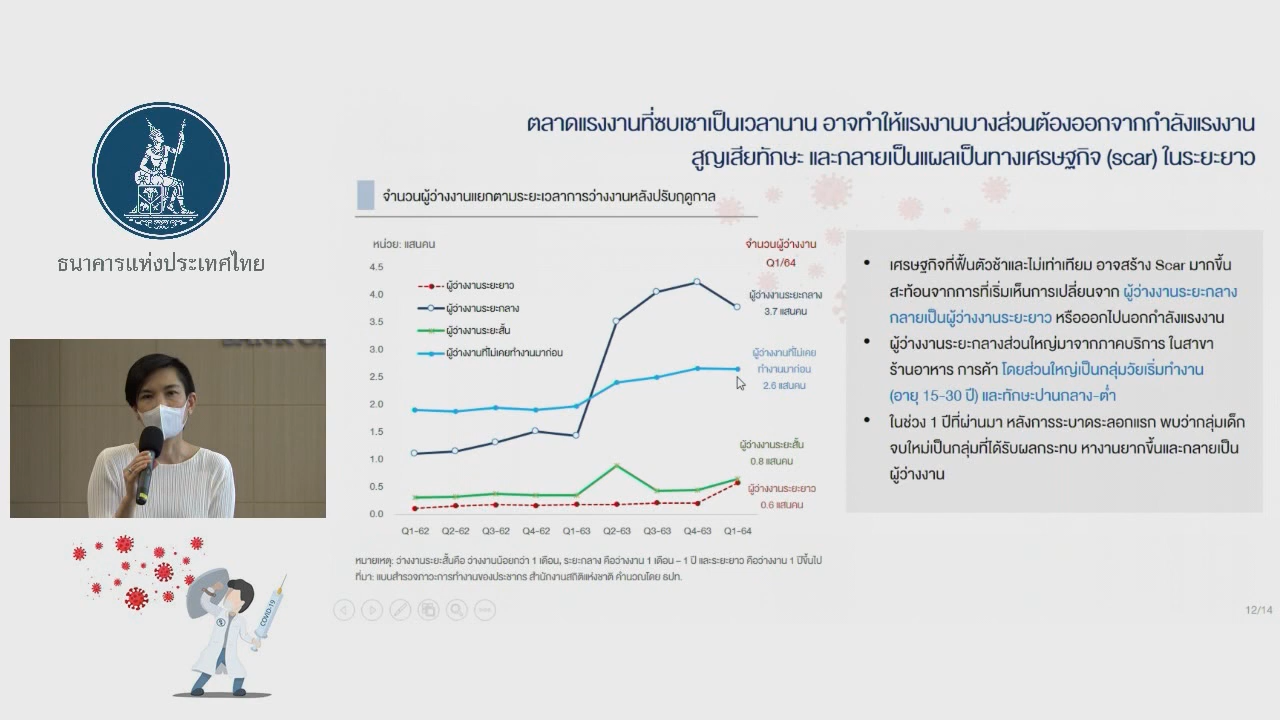 ธนาคารแห่งประเทศไทย
ตลาดแรงงานที่ซบเซาเป็นเวลานาน อาจทำให้แรงงานบางส่วนต้องออกจากกำลังแรงงาน
สูญเสียทักษะ และกลายเป็นแผลเป็นทางเศรษฐกิจ (scar) ในระยะยาว
จำนวนผู้ว่างงานแยกตามระยะเวลาการว่างงานหลังปรับฤดูกาล
หน่วย: แสนคน
4.5
4.0
3.5
3.0
2.5
2.0
1.5
1.0
0.5
0.0
ผู้ว่างงานระยะยาว
ผู้ว่างงานระยะกลาง
ผู้ว่างงานระยะสั้น
ผู้ว่างงานที่ไม่เคยทำงานมาก่อน
Q1-62 Q2-62 Q3-62 Q4-62 Q1-63 Q2-63 Q3-63 Q4-63 Q1-64
จำนวนผู้ว่างงาน
Q1/64
ผู้ว่างงานระยะกลาง
3.7 แสนคน
ผู้ว่างงานที่ไม่เคย
ทำงานมาก่อน
2.6 แสนคน
ผู้ว่างงานระยะสั้น
0.8 แสนคน
ผู้ว่างงานระยะยาว
0.6 แสนคน
หมายเหตุ: ว่างงานระยะสั้นคือ ว่างงานน้อยกว่า 1 เดือน, ระยะกลาง คือว่างงาน 1 เดือน – 1 ปี และระยะยาว คือว่างงาน 1 ปีขึ้นไป
ที่มา: แบบสำรวจภาวะการทำงานของประชากร สำนักงานสถิติแห่งชาติ คำนวณโดย ธปท.
• เศรษฐกิจที่ฟื้นตัวช้าและไม่เท่าเทียม อาจสร้าง Scar มากขึ้น
สะท้อนจากการที่เริ่มเห็นการเปลี่ยนจาก ผู้ว่างงานระยะกลาง
กลายเป็นผู้ว่างงานระยะยาว หรือออกไปนอกกำลังแรงงาน
• ผู้ว่างงานระยะกลางส่วนใหญ่มาจากภาคบริการ ในสาขา
ร้านอาหาร การค้า โดยส่วนใหญ่เป็นกลุ่มวัยเริ่มทำงาน
(อายุ 15-30 ปี) และทักษะปานกลาง-ต่ำ
• ในช่วง 1 ปีที่ผ่านมา หลังการระบาดระลอกแรก พบว่ากลุ่มเด็ก
จบใหม่เป็นกลุ่มที่ได้รับผลกระทบ หางานยากขึ้นและกลายเป็น
ผู้ว่างงาน
COVID-19
12/14